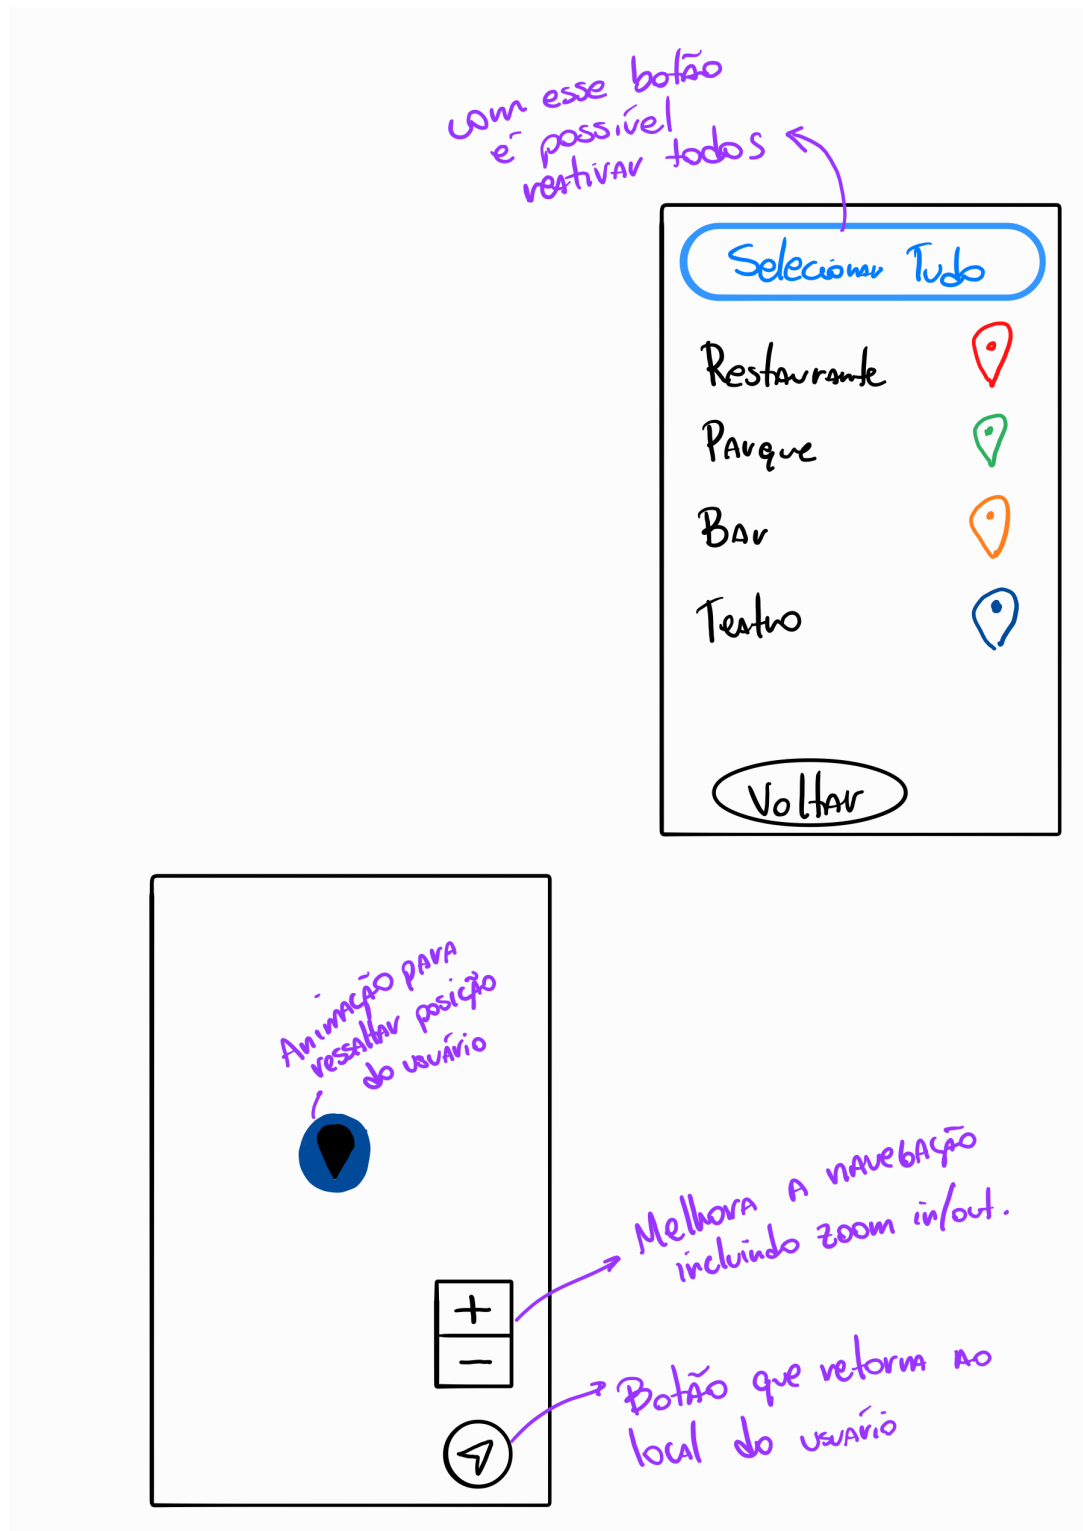 com esse botão
é possível
reativar todos
Selecionar Tudo
Restaurante
Parque
Bar
Teatro
Voltar
Animação para
ressaltar posição
do usuário
+
-
Melhora a navegação
incluindo zoom in/out.
Botão que retorna ao
local do usuário